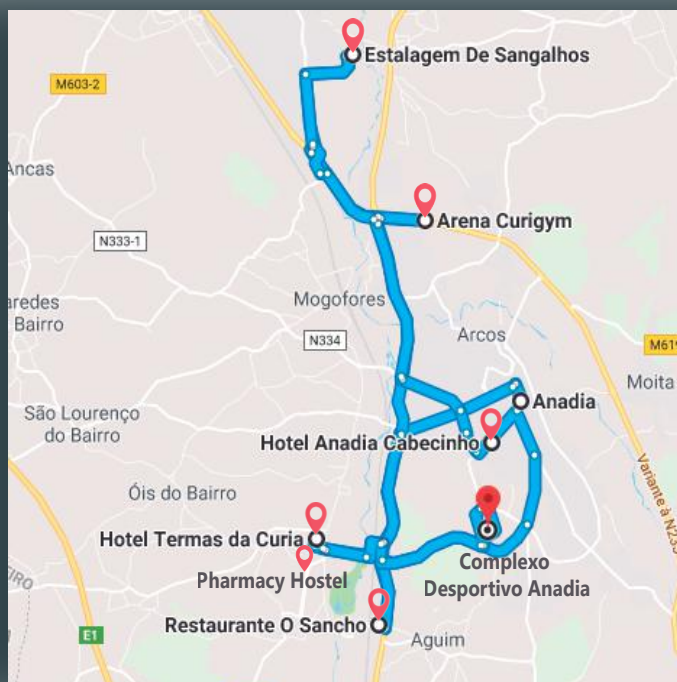 Estalagem De Sangalhos
M603-2
Ancas
Arena Curigym
N333-1
aredes
Bairro
Mogofores
N334
Arcos
M619
Moita
Anadia
São Lourenço
do Bairro
Hotel Anadia Cabecinho
Variante à N235
Óis do Bairro
Hotel Termas da Curia
Pharmacy Hostel
Complexo
Desportivo Anadia
EIRO
E1
Restaurante O Sancho
Aguim